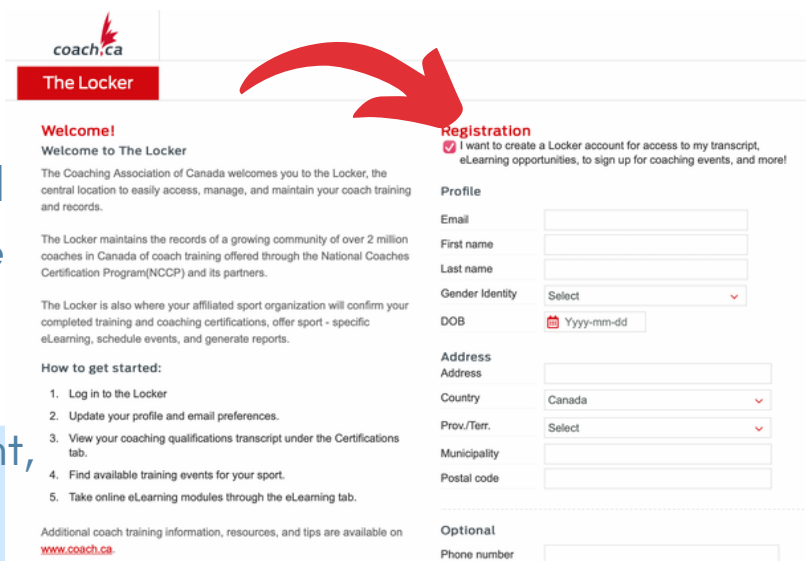 coach.ca
The Locker
Welcome!
Welcome to The Locker
The Coaching Association of Canada welcomes you to the Locker, the
central location to easily access, manage, and maintain your coach training
and records.
The Locker maintains the records of a growing community of over 2 million
coaches in Canada of coach training offered through the National Coaches
Certification Program(NCCP) and its partners.
The Locker is also where your affiliated sport organization will confirm your
completed training and coaching certifications, offer sport - specific
eLearning, schedule events, and generate reports.
How to get started:
1. Log in to the Locker
2. Update your profile and email preferences.
3. View your coaching qualifications transcript under the Certifications
tab.
4. Find available training events for your sport.
5. Take online eLearning modules through the eLearning tab.
Additional coach training information, resources, and tips are available on
www.coach.ca.
Registration
I want to create a Locker account for access to my transcript,
eLearning opportunities, to sign up for coaching events, and more!
Profile
Email
First name
Last name
Gender Identity Select
DOB Yyyy-mm-dd
Address
Address
Country Canada
Prov./Terr. Select
Municipality
Postal code
Optional
Phone number